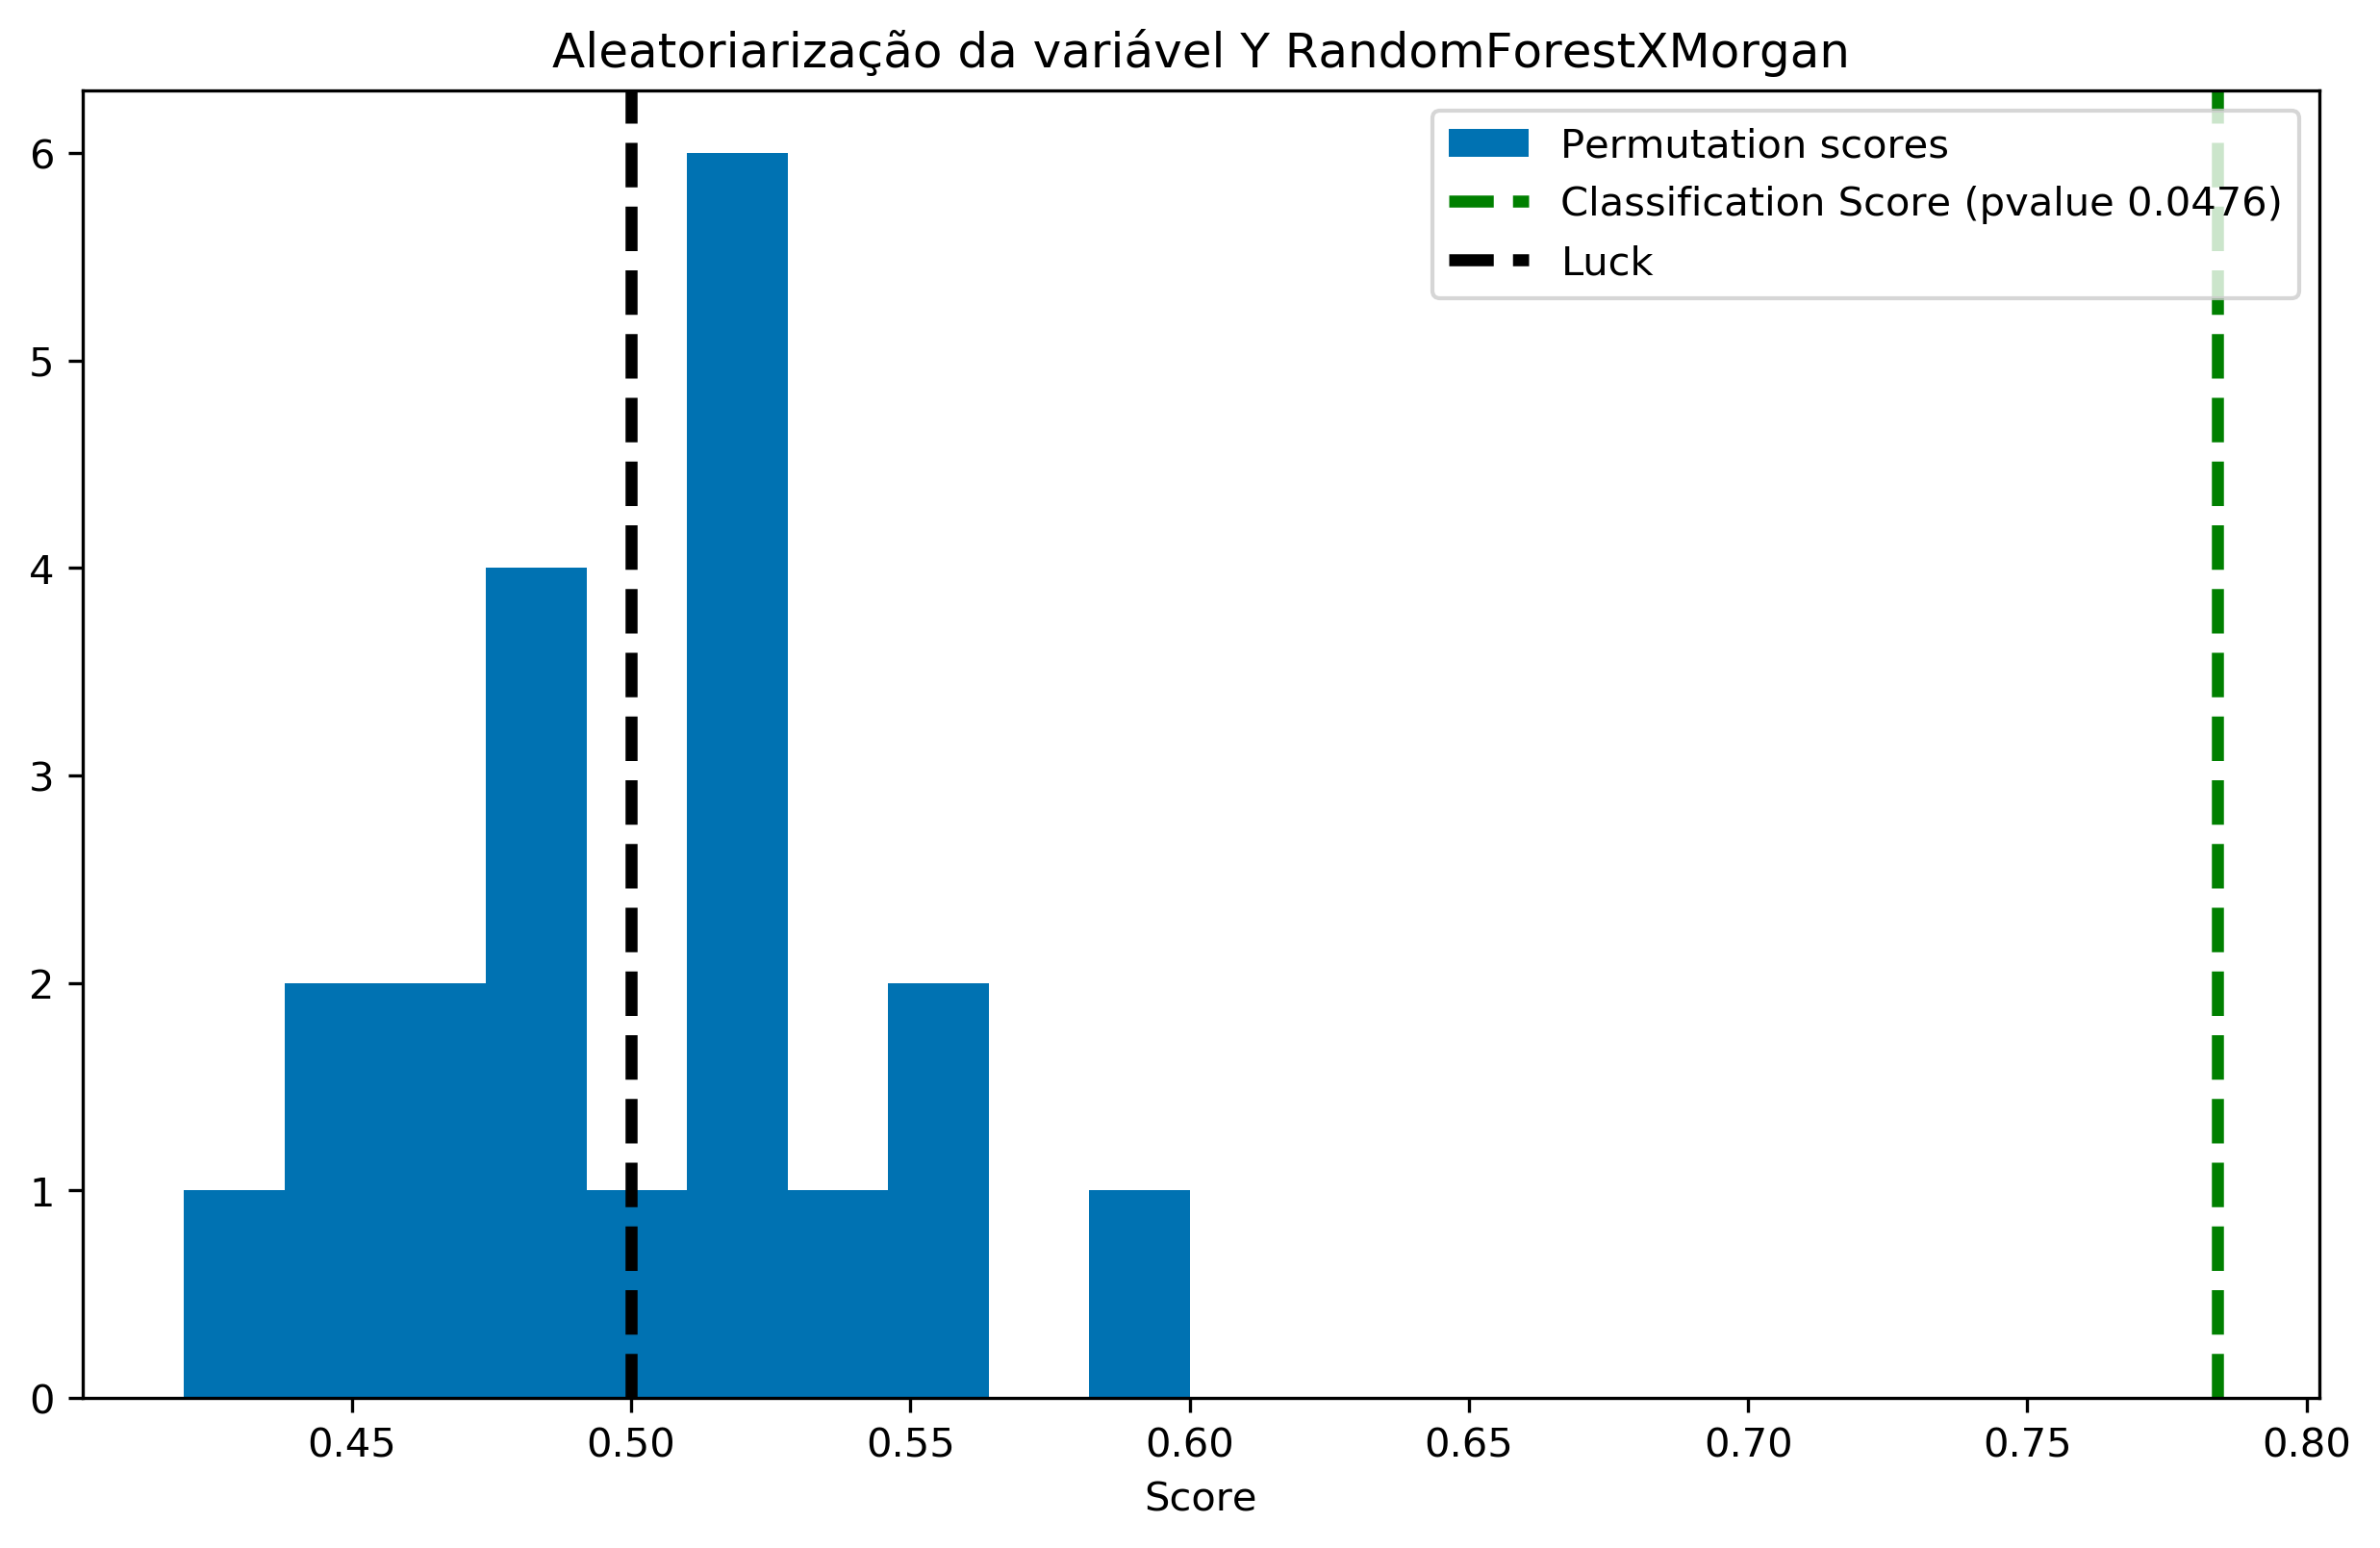 Aleatoriarização da variável Y RandomForestXMorgan
Permutation scores
Classification Score (pvalue 0.0476)
Luck
6
5
4
3
2
1
0
0.45 0.50 0.55 0.60 0.65 0.70 0.75 0.80
Score